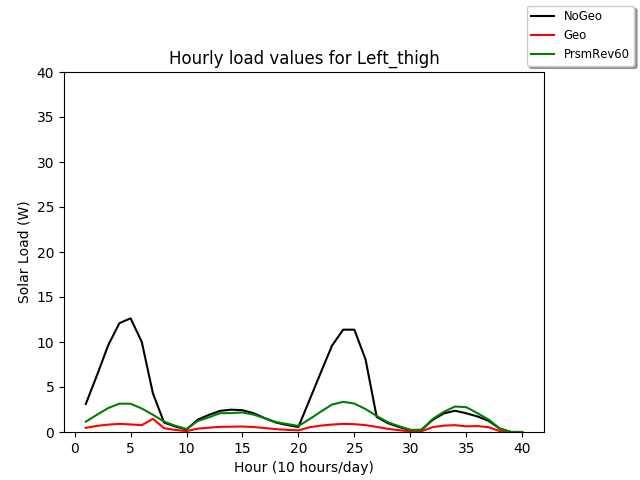 NoGeo
Geo
PrsmRev60
Hourly load values for Left_thigh
40
35
30
25
20
15
10
5
0
Solar Load (W)
0 5 10 15 20 25 30 35 40
Hour (10 hours/day)